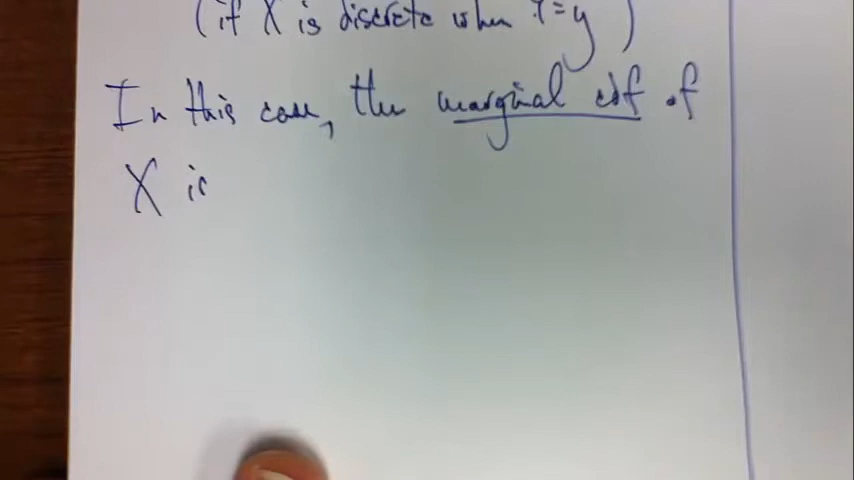 (if X is discrete when Y=y)
In this case, the marginal cdf of
X is